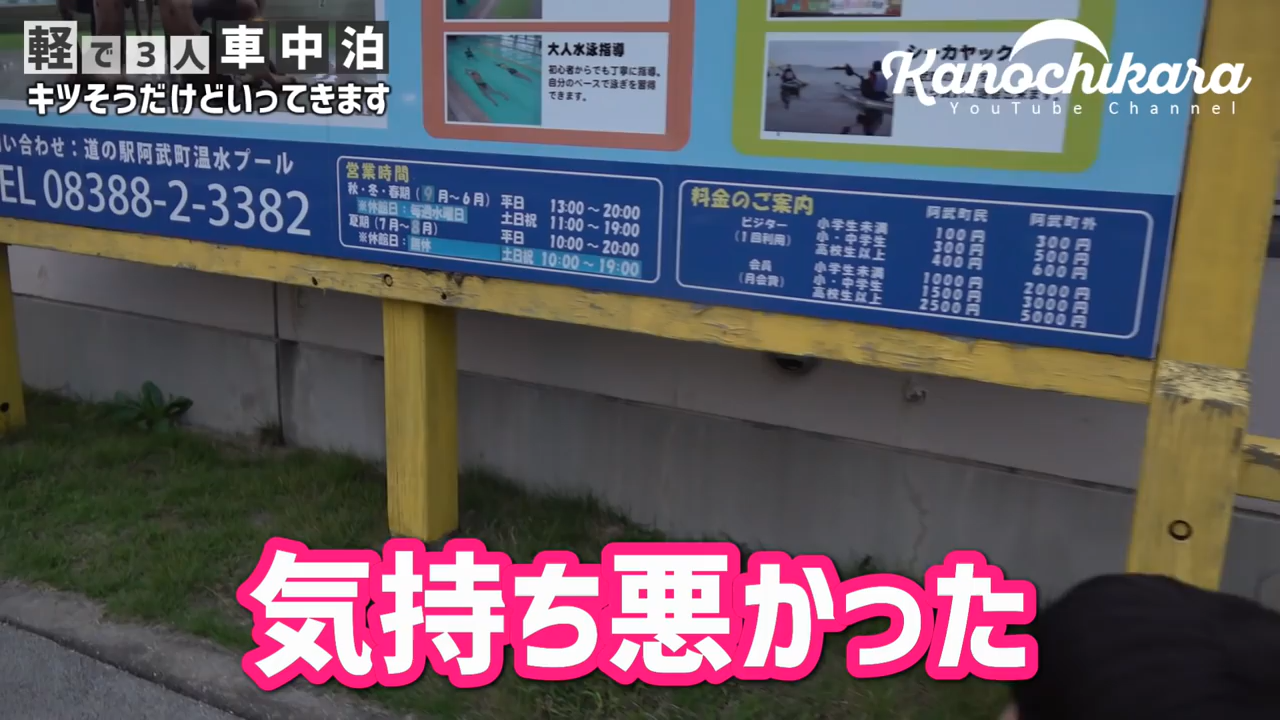 軽で3人車中泊
キツそうだけどいってきます
Kanochikara
YouTube Channel
大人水泳指導
初心者からでも丁寧に指導。
自分のペースで泳ぎを習得
できます。
シーカヤック
い合わせ：道の駅阿武町温水プール
EL 08388-2-3382
営業時間
秋・冬・春期（9月～6月） 平日 13:00～20:00
※休館日：毎週水曜日 土日祝 11:00～19:00
夏期（7月～8月） 平日 10:00～20:00
※休館日：無休 土日祝 10:00～19:00
料金のご案内 阿武町民 阿武町外
ビジター（1回利用） 小学生未満 100円 300円
小・中学生 300円 500円
高校生以上 400円 600円
会員（月会費） 小学生未満 1000円 2000円
小・中学生 1500円 3000円
高校生以上 2500円 5000円
気持ち悪かった